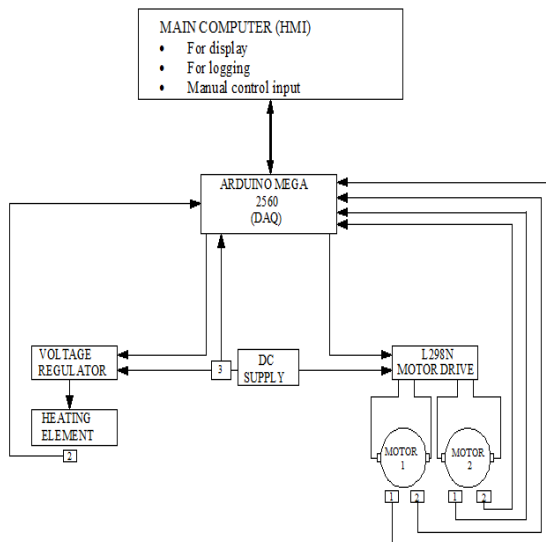 MAIN COMPUTER (HMI)
• For display
• For logging
• Manual control input
ARDUINO MEGA
2560
(DAQ)
VOLTAGE
REGULATOR
3
DC
SUPPLY
L298N
MOTOR DRIVE
HEATING
ELEMENT
2
MOTOR
1
MOTOR
2
1
2
1
2